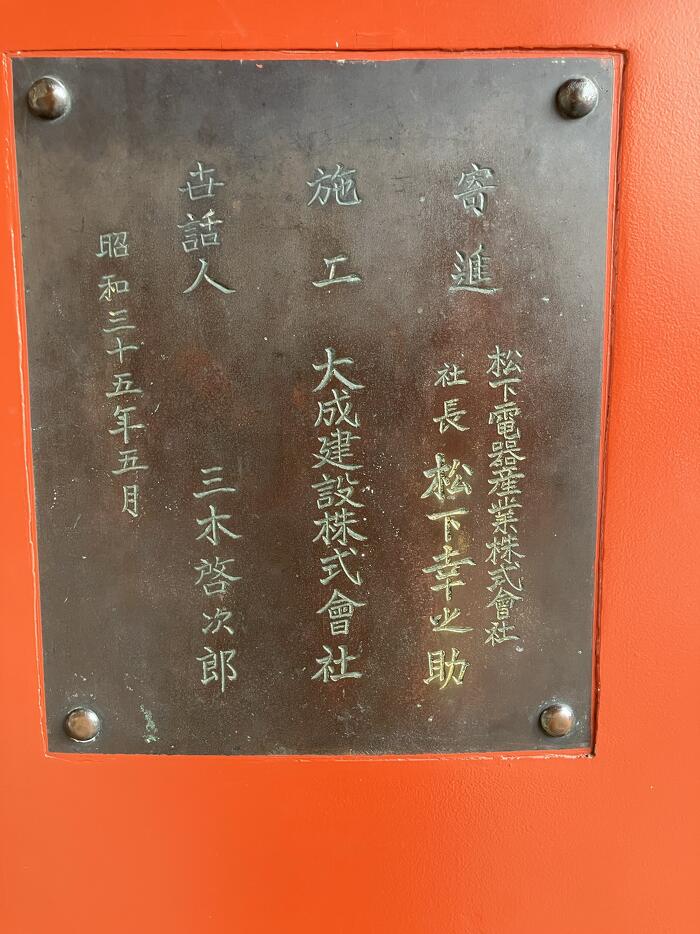 寄進
松下電器産業株式會社
社長 松下幸之助
施工 大成建設株式會社
世話人 三木啓次郎
昭和三十五年五月